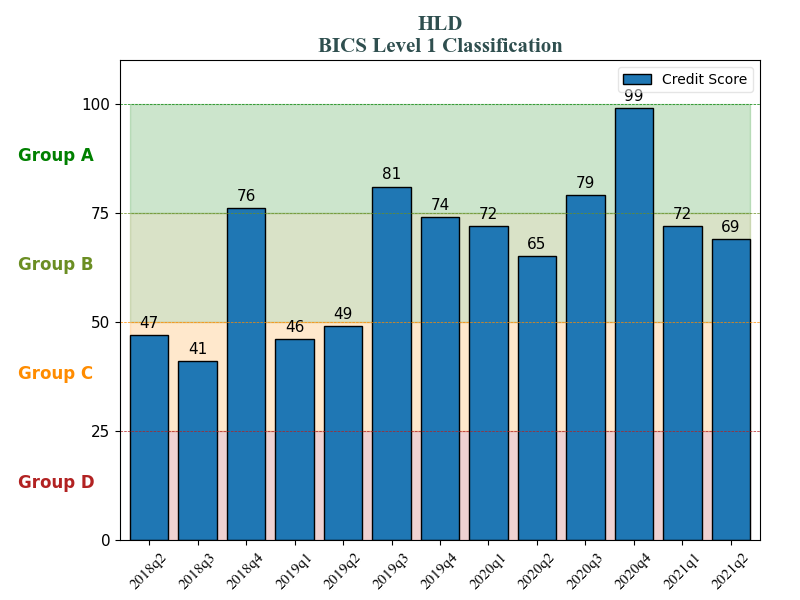 HLD
BICS Level 1 Classification
Credit Score
100
75
50
25
0
Group A
Group B
Group C
Group D
47
41
76
46
49
81
74
72
65
79
99
72
69
2018q2
2018q3
2018q4
2019q1
2019q2
2019q3
2019q4
2020q1
2020q2
2020q3
2020q4
2021q1
2021q2